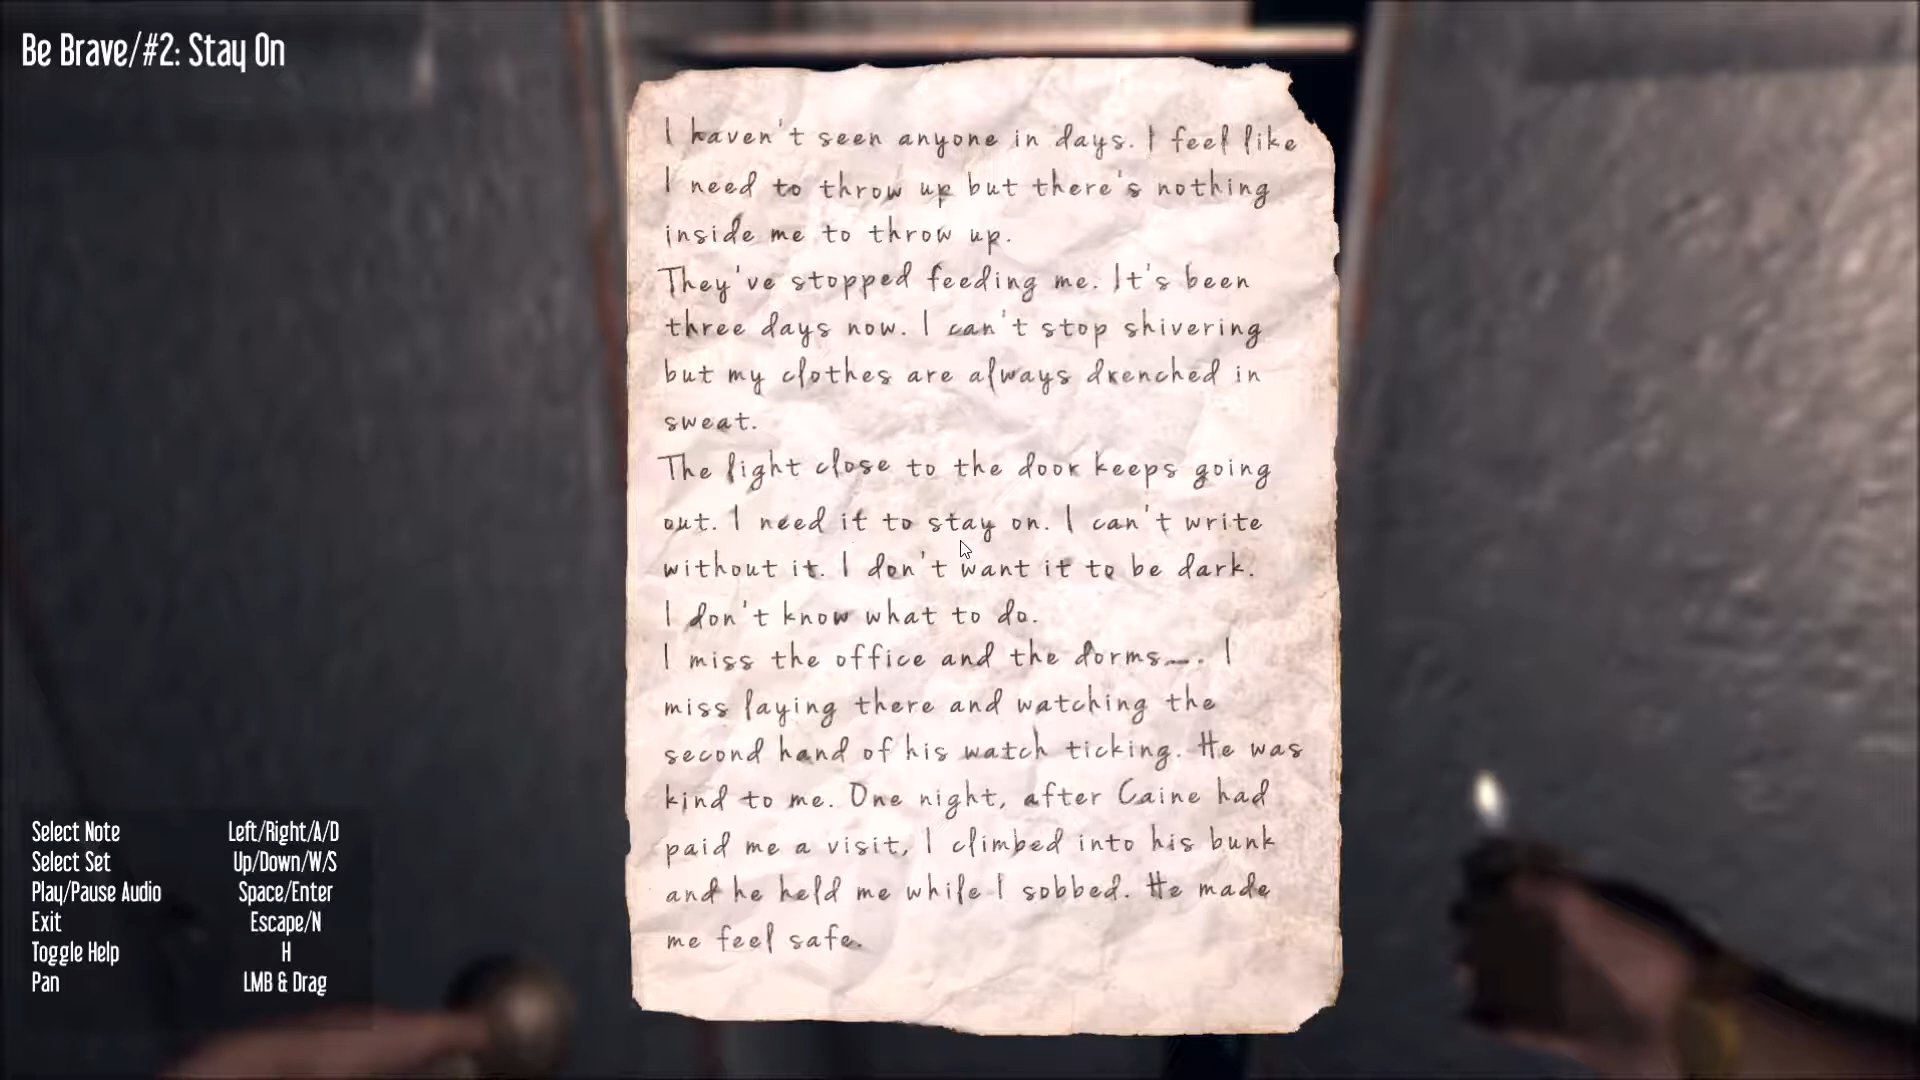 Be Brave/#2: Stay On
I haven't seen anyone in days. I feel like
I need to throw up but there's nothing
inside me to throw up.
They've stopped feeding me. It's been
three days now. I can't stop shivering
but my clothes are always drenched in
sweat.
The light close to the door keeps going
out. I need it to stay on. I can't write
without it. I don't want it to be dark.
I don't know what to do.
I miss the office and the dorms.... I
miss laying there and watching the
second hand of his watch ticking. He was
kind to me. One night, after Caine had
paid me a visit, I climbed into his bunk
and he held me while I sobbed. He made
me feel safe.
Select Note Left/Right/A/D
Select Set Up/Down/W/S
Play/Pause Audio Space/Enter
Exit Escape/N
Toggle Help H
Pan LMB & Drag